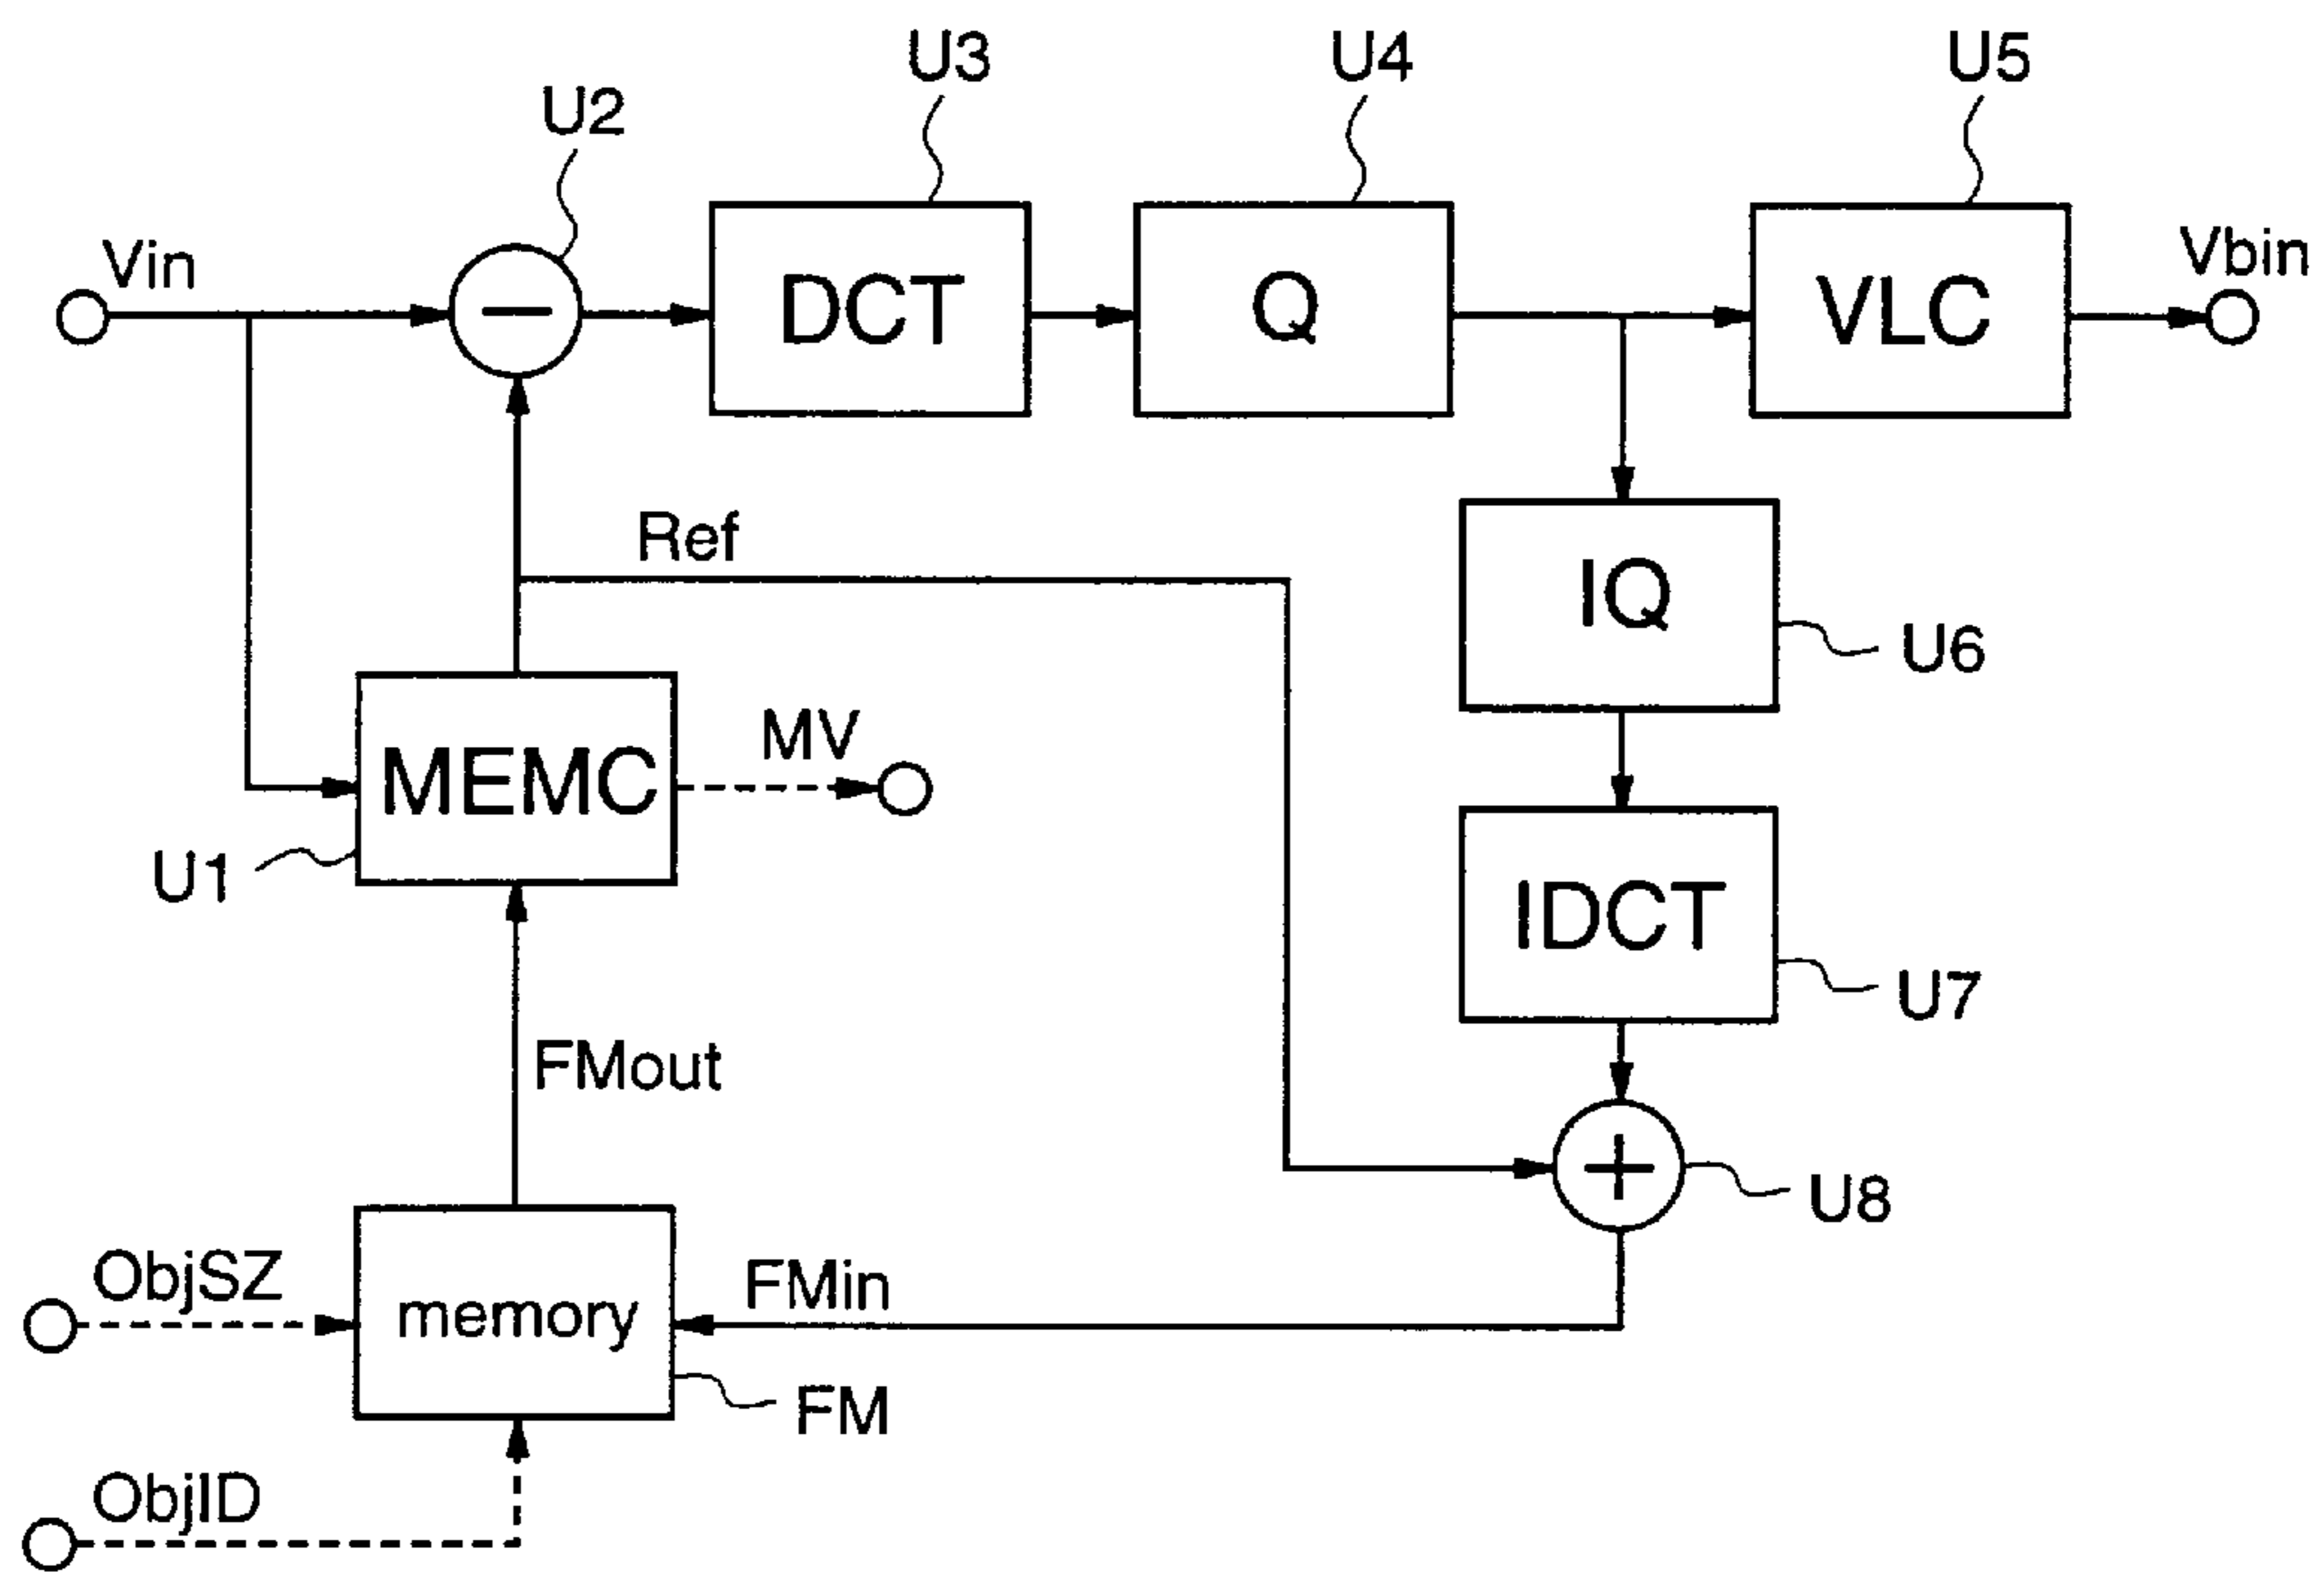 U3
U4
U5
U2
Vin
Vbin
DCT
Q
VLC
Ref
IQ
U6
MV
MEMC
U1
IDCT
U7
FMout
U8
ObjSZ
FMin
memory
FM
ObjID